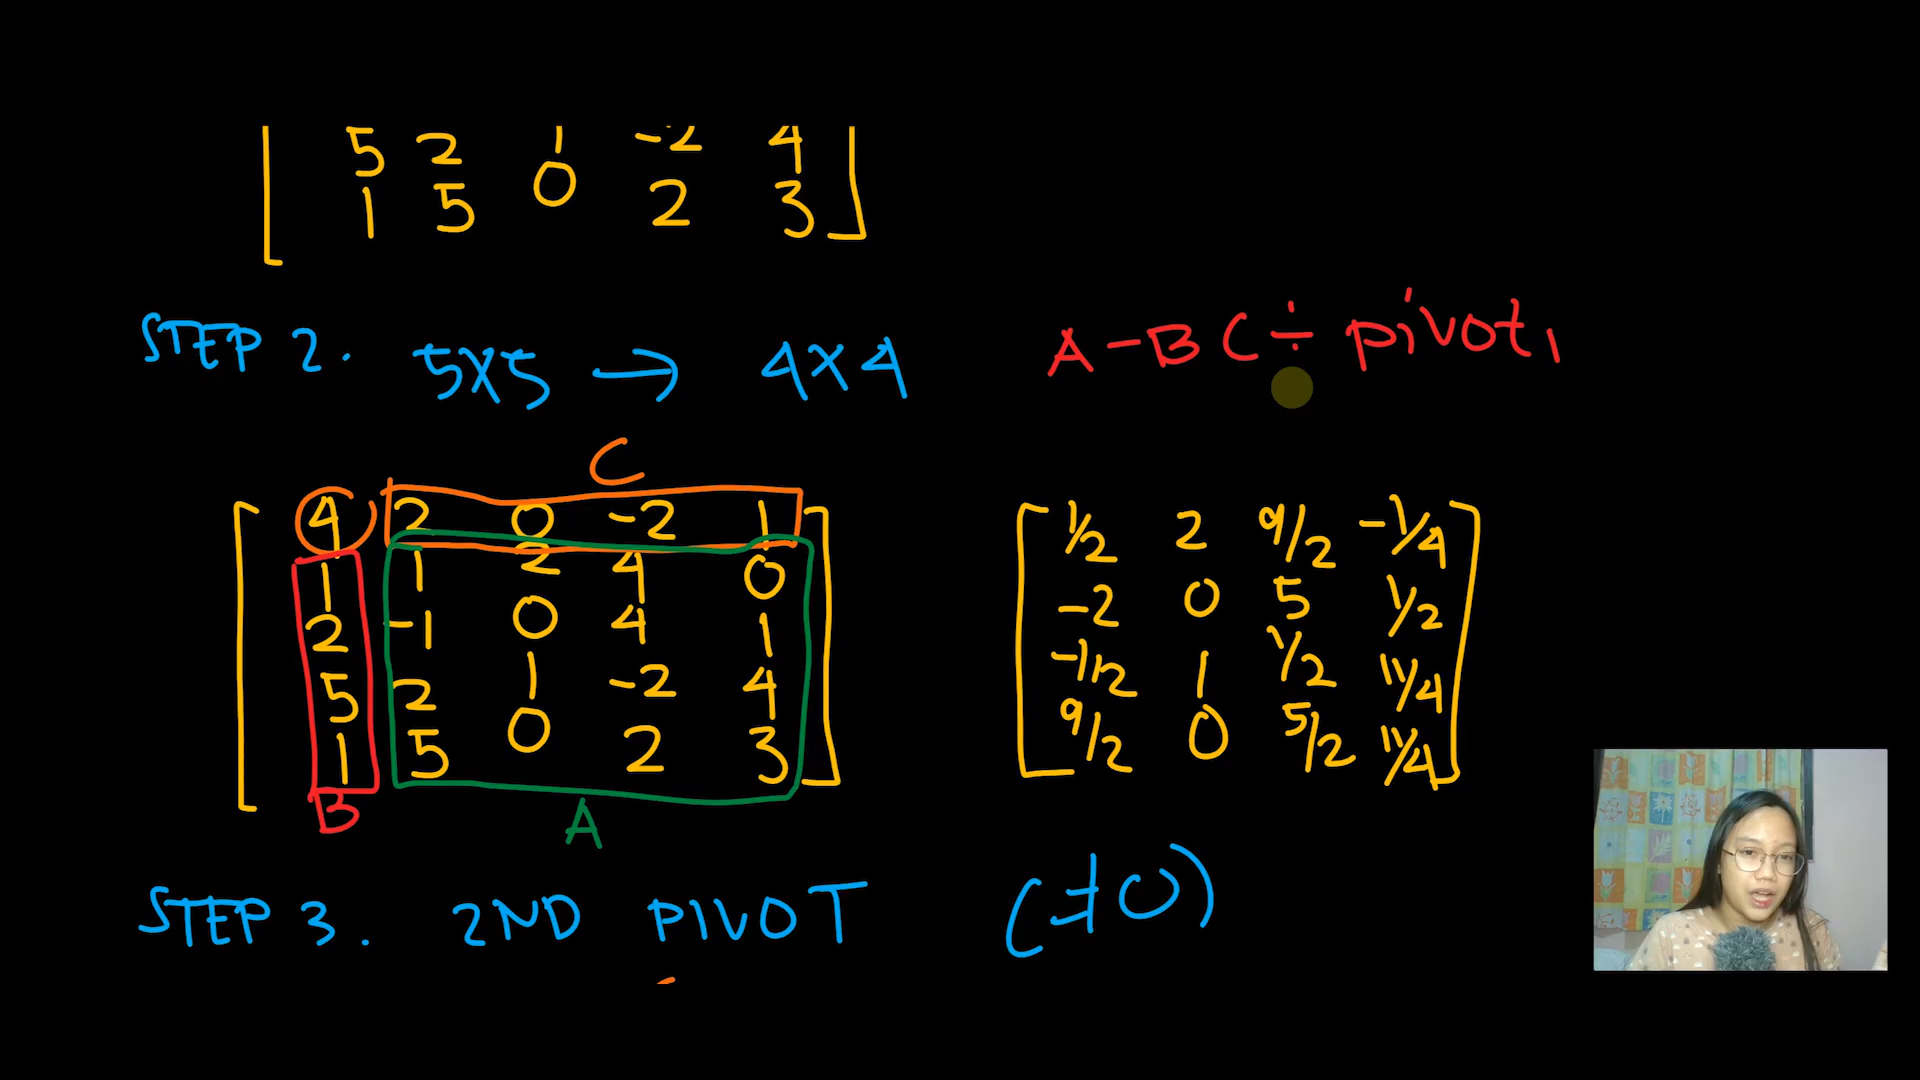 5 2 1 -2 4
1 5 0 2 3
STEP 2. 5X5 → 4X4
A-BC ÷ pivot1
C
4 2 0 -2 1
1 1 2 4 0
2 -1 0 4 1
5 2 1 -2 4
1 5 0 2 3
B
A
1/2 2 9/2 -1/4
-2 0 5 1/2
-1/2 1 1/2 11/4
9/2 0 5/2 11/4
STEP 3. 2ND PIVOT (≠0)